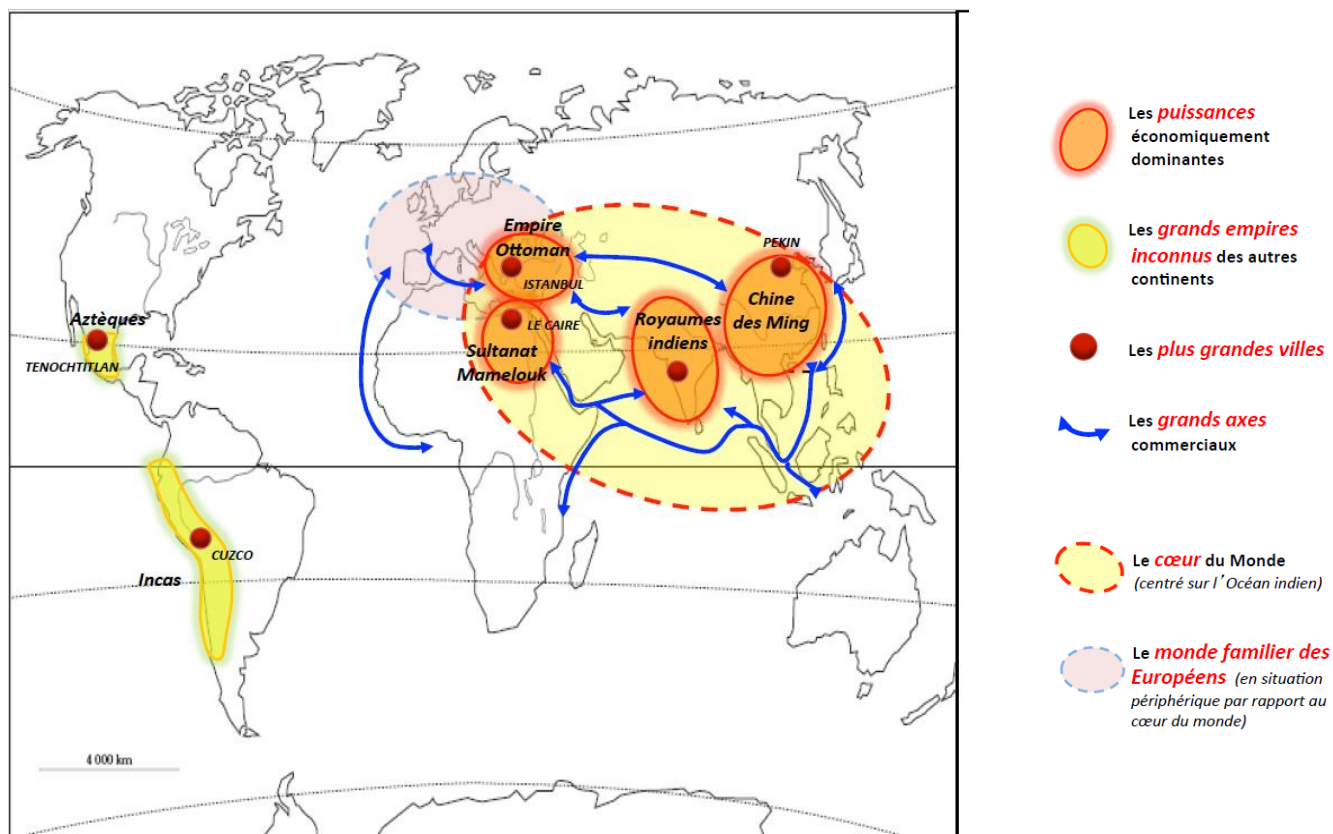 Empire
Ottoman
ISTANBUL
PEKIN
Chine
des Ming
Royaumes
indiens
LE CAIRE
Sultanat
Mamelouk
Aztèques
TENOCHTITLAN
CUZCO
Incas
4 000 km
Les puissances
économiquement
dominantes
Les grands empires
inconnus des autres
continents
Les plus grandes villes
Les grands axes
commerciaux
Le cœur du Monde
(centré sur l'Océan indien)
Le monde familier des
Européens (en situation
périphérique par rapport au
cœur du monde)